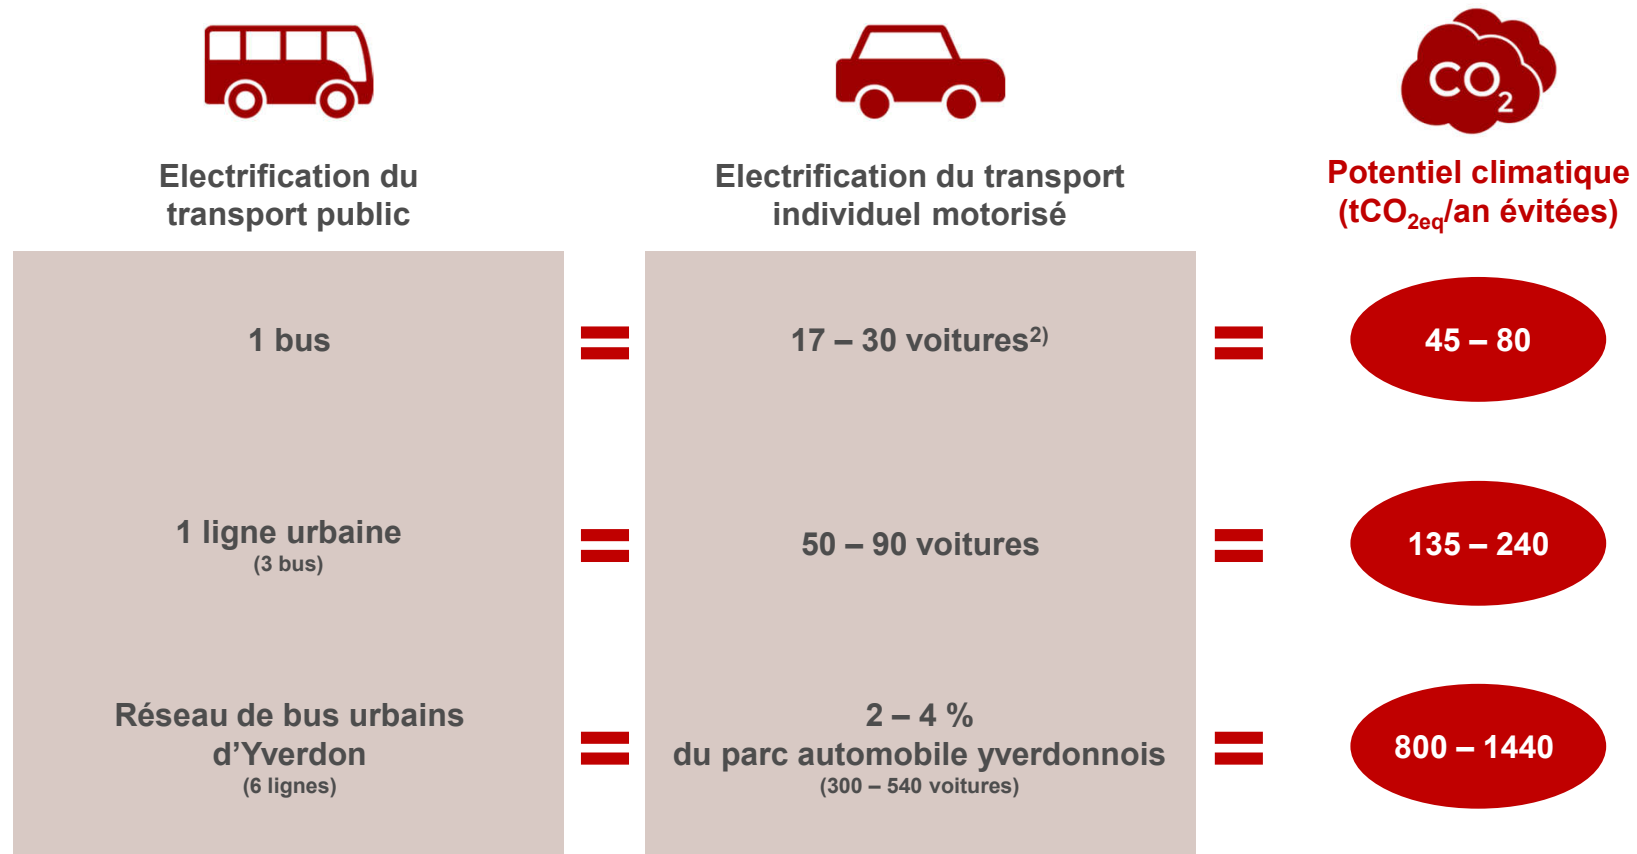 CO2
Electrification du
transport public
Electrification du transport
individuel motorisé
Potentiel climatique
(tCO2eq/an évitées)
1 bus
=
17 – 30 voitures2)
=
45 – 80
1 ligne urbaine
(3 bus)
=
50 – 90 voitures
=
135 – 240
Réseau de bus urbains
d’Yverdon
(6 lignes)
=
2 – 4 %
du parc automobile yverdonnois
(300 – 540 voitures)
=
800 – 1440